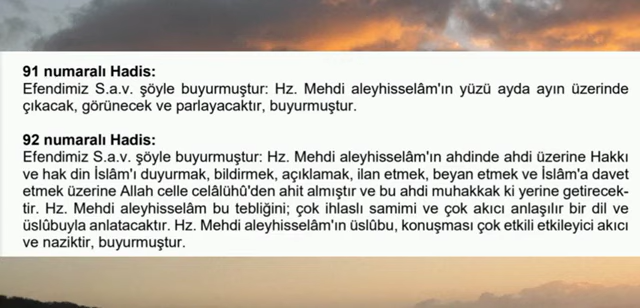 91 numaralı Hadis:
Efendimiz S.a.v. şöyle buyurmuştur: Hz. Mehdi aleyhisselâm'ın yüzü ayda ayın üzerinde
çıkacak, görünecek ve parlayacaktır, buyurmuştur.
92 numaralı Hadis:
Efendimiz S.a.v. şöyle buyurmuştur: Hz. Mehdi aleyhisselâm'ın ahdinde ahdi üzerine Hakkı
ve hak din İslâm'ı duyurmak, bildirmek, açıklamak, ilan etmek, beyan etmek ve İslâm'a davet
etmek üzerine Allah celle celâlühû'den ahit almıştır ve bu ahdi muhakkak ki yerine getirecek-
tir. Hz. Mehdi aleyhisselâm bu tebliğini; çok ihlaslı samimi ve çok akıcı anlaşılır bir dil ve
üslûbuyla anlatacaktır. Hz. Mehdi aleyhisselâm'ın üslûbu, konuşması çok etkili etkileyici akıcı
ve naziktir, buyurmuştur.